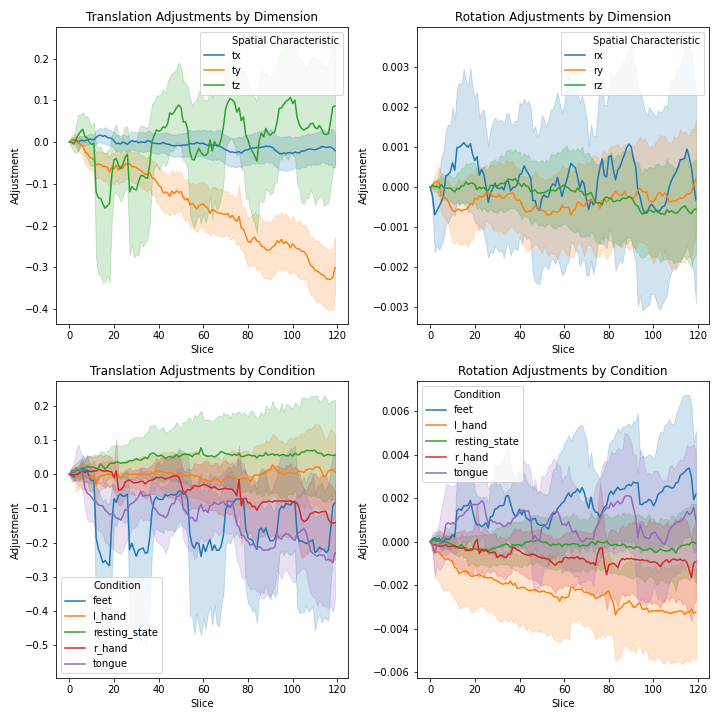 Translation Adjustments by Dimension
Adjustment
0.2
0.1
0.0
−0.1
−0.2
−0.3
−0.4
Spatial Characteristic
tx
ty
tz
0 20 40 60 80 100 120
Slice
Rotation Adjustments by Dimension
Adjustment
0.003
0.002
0.001
0.000
−0.001
−0.002
−0.003
Spatial Characteristic
rx
ry
rz
0 20 40 60 80 100 120
Slice
Translation Adjustments by Condition
Adjustment
0.2
0.1
0.0
−0.1
−0.2
−0.3
−0.4
−0.5
Condition
feet
l_hand
resting_state
r_hand
tongue
0 20 40 60 80 100 120
Slice
Rotation Adjustments by Condition
Adjustment
0.006
0.004
0.002
0.000
−0.002
−0.004
−0.006
Condition
feet
l_hand
resting_state
r_hand
tongue
0 20 40 60 80 100 120
Slice